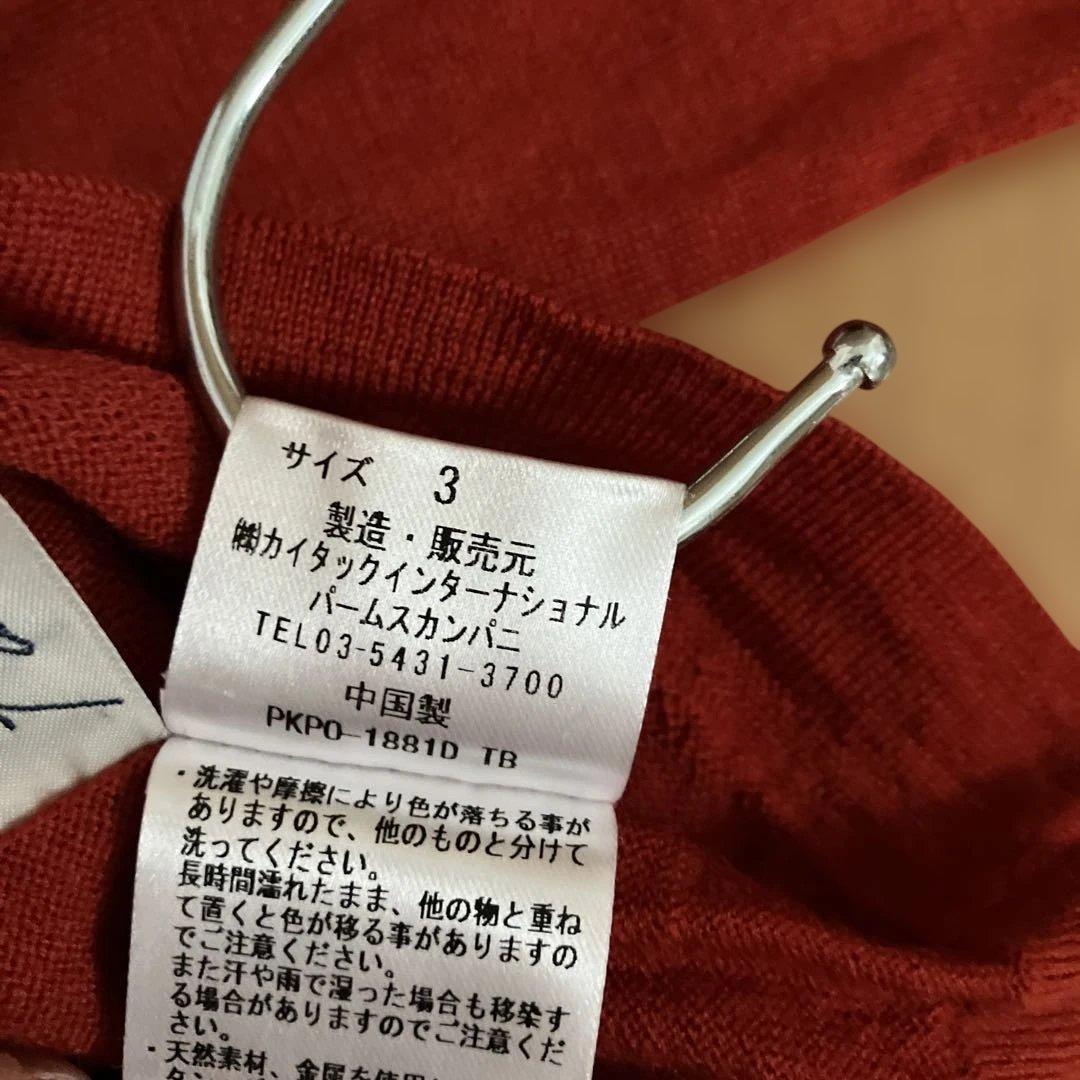 サイズ 3
製造・販売元
㈱カイタックインターナショナル
パームスカンパニ
TEL03-5431-3700
中国製
PKPO-1881D TB
・洗濯や摩擦により色が落ちる事が
ありますので、他のものと分けて
洗ってください。
長時間濡れたまま、他の物と重ね
て置くと色が移る事がありますの
でご注意ください。
また汗や雨で湿った場合も移染す
る場合がありますのでご注意くだ
さい。
・天然素材、金属を使用